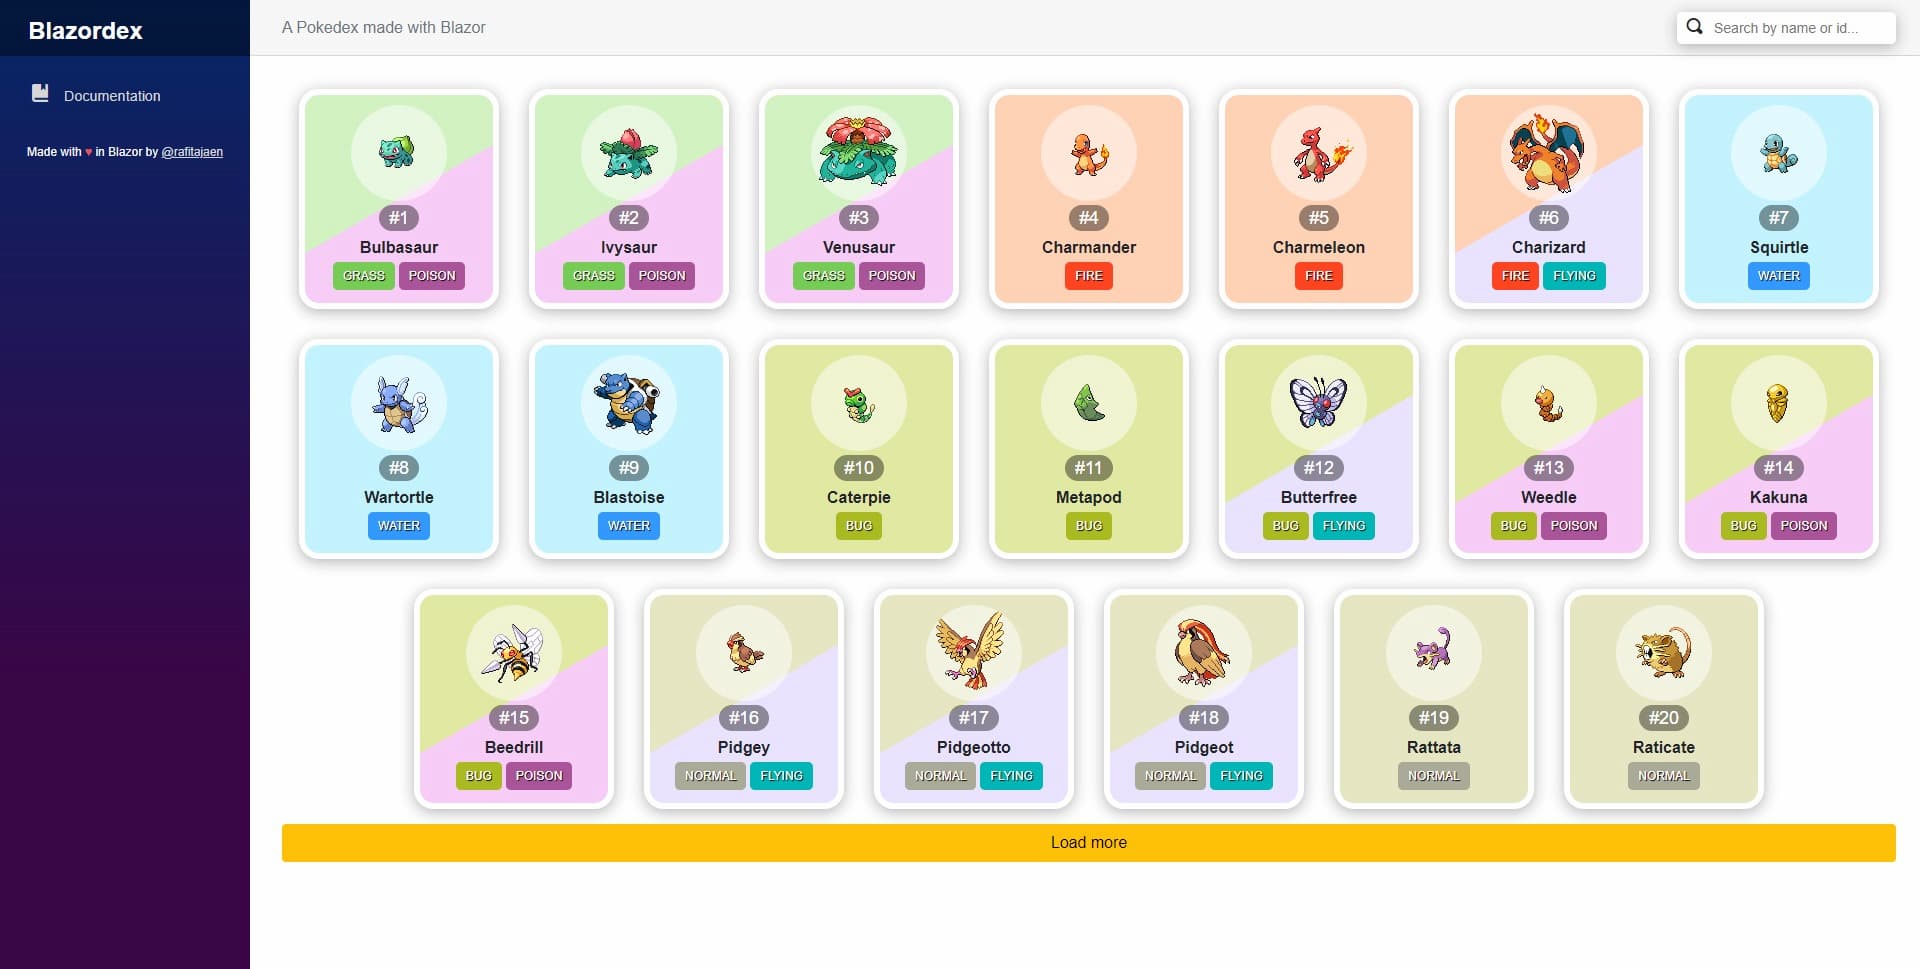 Blazordex
A Pokedex made with Blazor
Search by name or id...
Documentation
Made with ♥ in Blazor by @rafitajaen
#1
Bulbasaur
GRASS POISON
#2
Ivysaur
GRASS POISON
#3
Venusaur
GRASS POISON
#4
Charmander
FIRE
#5
Charmeleon
FIRE
#6
Charizard
FIRE FLYING
#7
Squirtle
WATER
#8
Wartortle
WATER
#9
Blastoise
WATER
#10
Caterpie
BUG
#11
Metapod
BUG
#12
Butterfree
BUG FLYING
#13
Weedle
BUG POISON
#14
Kakuna
BUG POISON
#15
Beedrill
BUG POISON
#16
Pidgey
NORMAL FLYING
#17
Pidgeotto
NORMAL FLYING
#18
Pidgeot
NORMAL FLYING
#19
Rattata
NORMAL
#20
Raticate
NORMAL
Load more